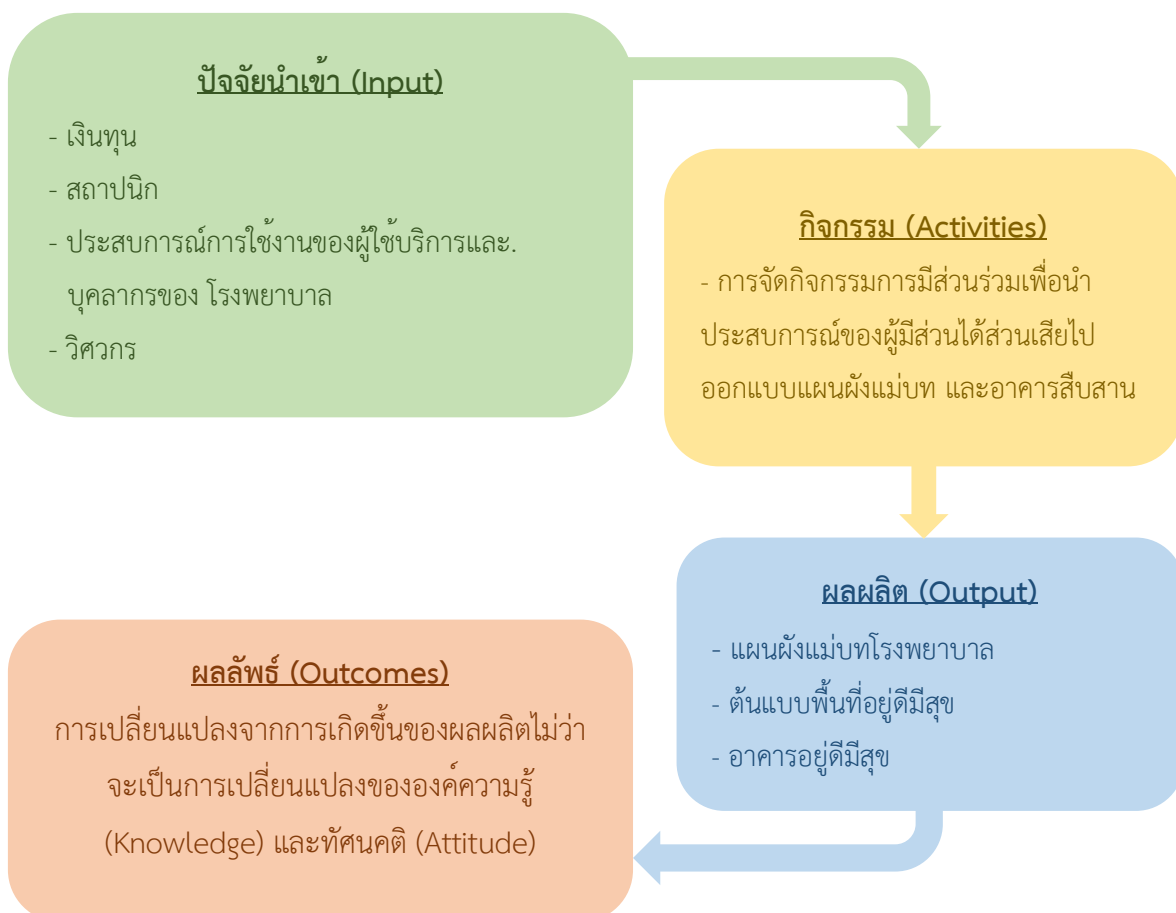 ปัจจัยนำเข้า (Input)
- เงินทุน
- สถาปนิก
- ประสบการณ์การใช้งานของผู้ใช้บริการและ.
บุคลากรของ โรงพยาบาล
- วิศวกร
กิจกรรม (Activities)
- การจัดกิจกรรมการมีส่วนร่วมเพื่อนำ
ประสบการณ์ของผู้มีส่วนได้ส่วนเสียไป
ออกแบบแผนผังแม่บท และอาคารสืบสาน
ผลผลิต (Output)
- แผนผังแม่บทโรงพยาบาล
- ต้นแบบพื้นที่อยู่ดีมีสุข
- อาคารอยู่ดีมีสุข
ผลลัพธ์ (Outcomes)
การเปลี่ยนแปลงจากการเกิดขึ้นของผลผลิตไม่ว่า
จะเป็นการเปลี่ยนแปลงขององค์ความรู้
(Knowledge) และทัศนคติ (Attitude)